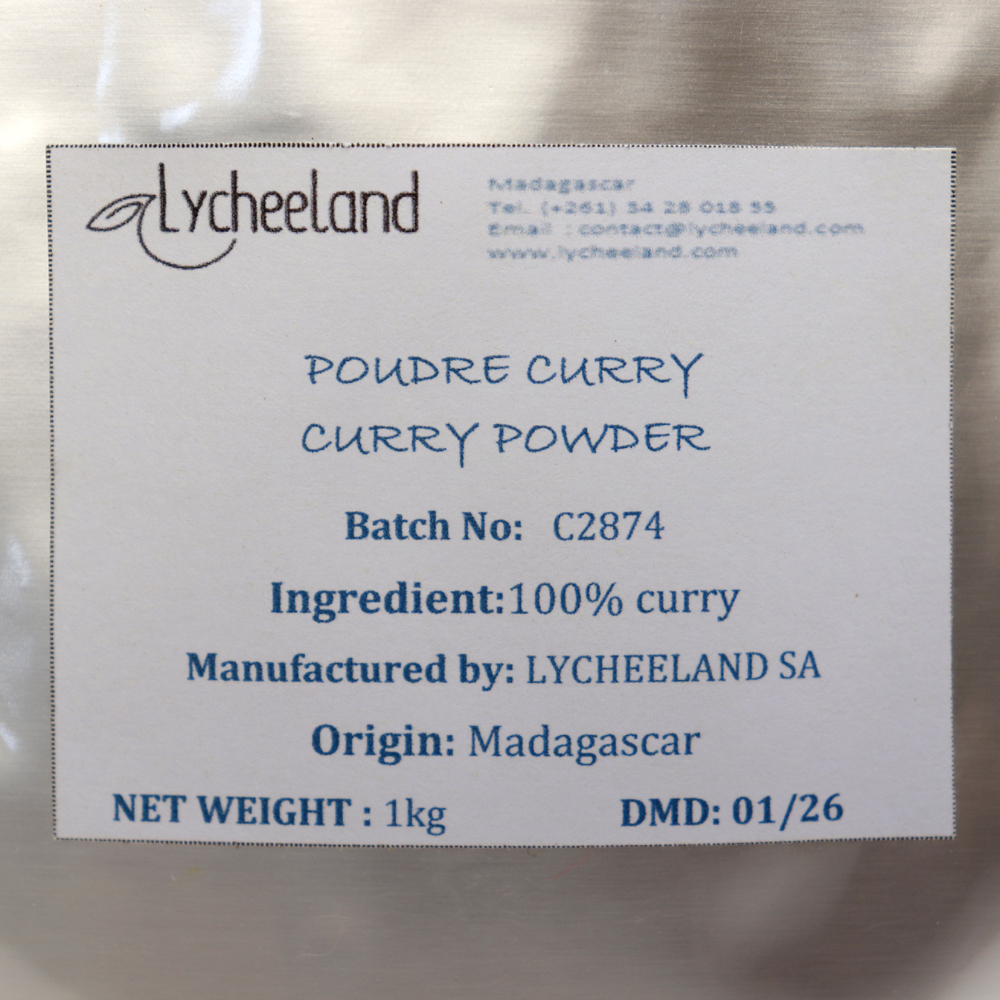 Lycheeland
Madagascar
Tel. (+261) 34 28 018 55
Email : contact@lycheeland.com
www.lycheeland.com
POUDRE CURRY
CURRY POWDER
Batch No: C2874
Ingredient:100% curry
Manufactured by: LYCHEELAND SA
Origin: Madagascar
NET WEIGHT : 1kg
DMD: 01/26